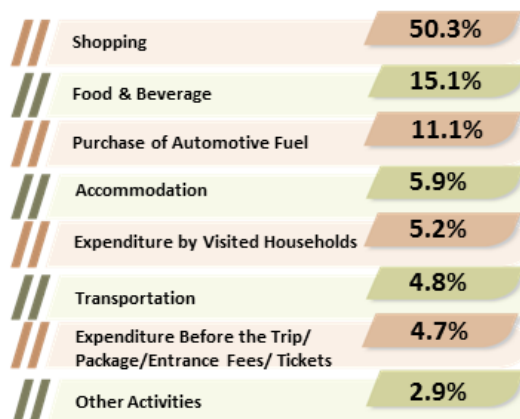 Shopping 50.3%
Food & Beverage 15.1%
Purchase of Automotive Fuel 11.1%
Accommodation 5.9%
Expenditure by Visited Households 5.2%
Transportation 4.8%
Expenditure Before the Trip/ 4.7%
Package/Entrance Fees/ Tickets
Other Activities 2.9%